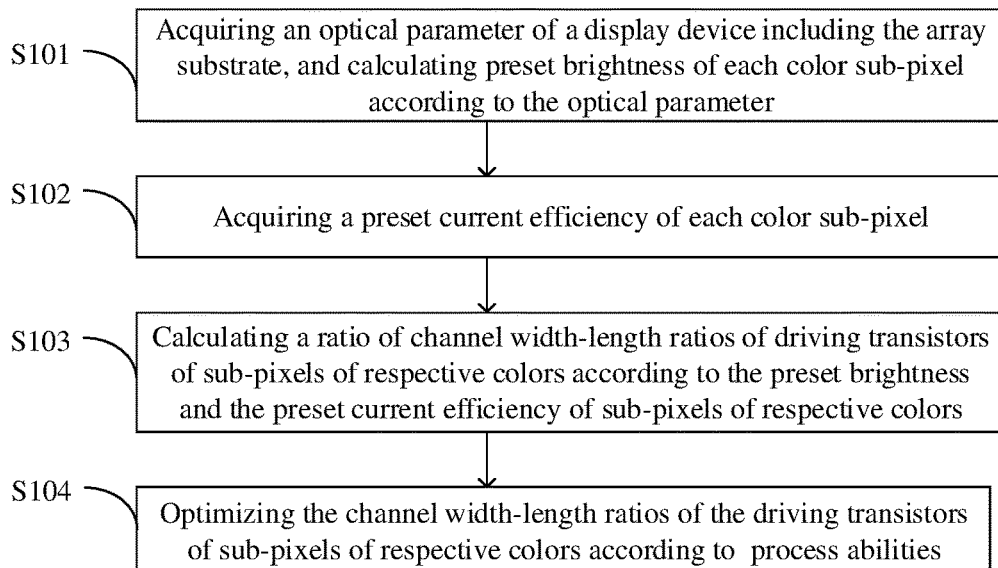 S101
Acquiring an optical parameter of a display device including the array
substrate, and calculating preset brightness of each color sub-pixel
according to the optical parameter
S102
Acquiring a preset current efficiency of each color sub-pixel
S103
Calculating a ratio of channel width-length ratios of driving transistors
of sub-pixels of respective colors according to the preset brightness
and the preset current efficiency of sub-pixels of respective colors
S104
Optimizing the channel width-length ratios of the driving transistors
of sub-pixels of respective colors according to process abilities